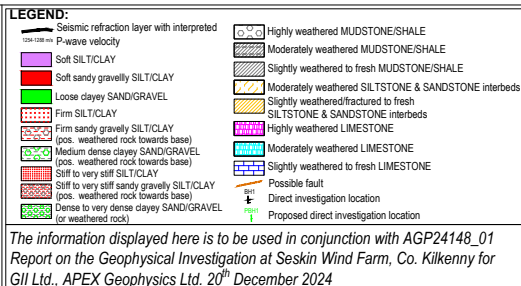 LEGEND:
Seismic refraction layer with interpreted
1254-1288 m/s P-wave velocity
Soft SILT/CLAY
Soft sandy gravellly SILT/CLAY
Loose clayey SAND/GRAVEL
Firm SILT/CLAY
Firm sandy gravelly SILT/CLAY
(pos. weathered rock towards base)
Medium dense clayey SAND/GRAVEL
(pos. weathered rock towards base)
Stiff to very stiff SILT/CLAY
Stiff to very stiff sandy gravelly SILT/CLAY
(pos. weathered rock towards base)
Dense to very dense clayey SAND/GRAVEL
(or weathered rock)
Highly weathered MUDSTONE/SHALE
Moderately weathered MUDSTONE/SHALE
Slightly weathered to fresh MUDSTONE/SHALE
Moderately weathered SILTSTONE & SANDSTONE interbeds
Slightly weathered/fractured to fresh
SILTSTONE & SANDSTONE interbeds
Highly weathered LIMESTONE
Moderately weathered LIMESTONE
Slightly weathered to fresh LIMESTONE
Possible fault
BH1
Direct investigation location
PBH1
Proposed direct investigation location
The information displayed here is to be used in conjunction with AGP24148_01
Report on the Geophysical Investigation at Seskin Wind Farm, Co. Kilkenny for
GII Ltd., APEX Geophysics Ltd. 20th December 2024